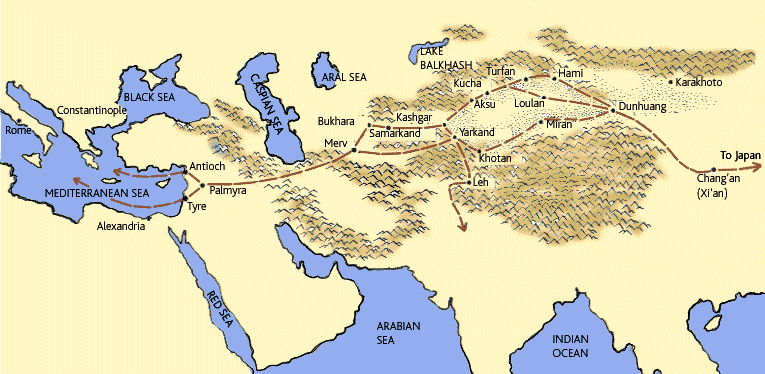 LAKE
BALKHASH
ARAL SEA
CASPIAN SEA
BLACK SEA
Constantinople
Rome
Turfan
Hami
Kucha
Karakhoto
Aksu
Loulan
Dunhuang
Bukhara
Kashgar
Samarkand
Yarkand
Miran
Merv
Khotan
To Japan
Antioch
Chang'an
(Xi'an)
Leh
MEDITERRANEAN SEA
Palmyra
Tyre
Alexandria
RED SEA
ARABIAN
SEA
INDIAN
OCEAN